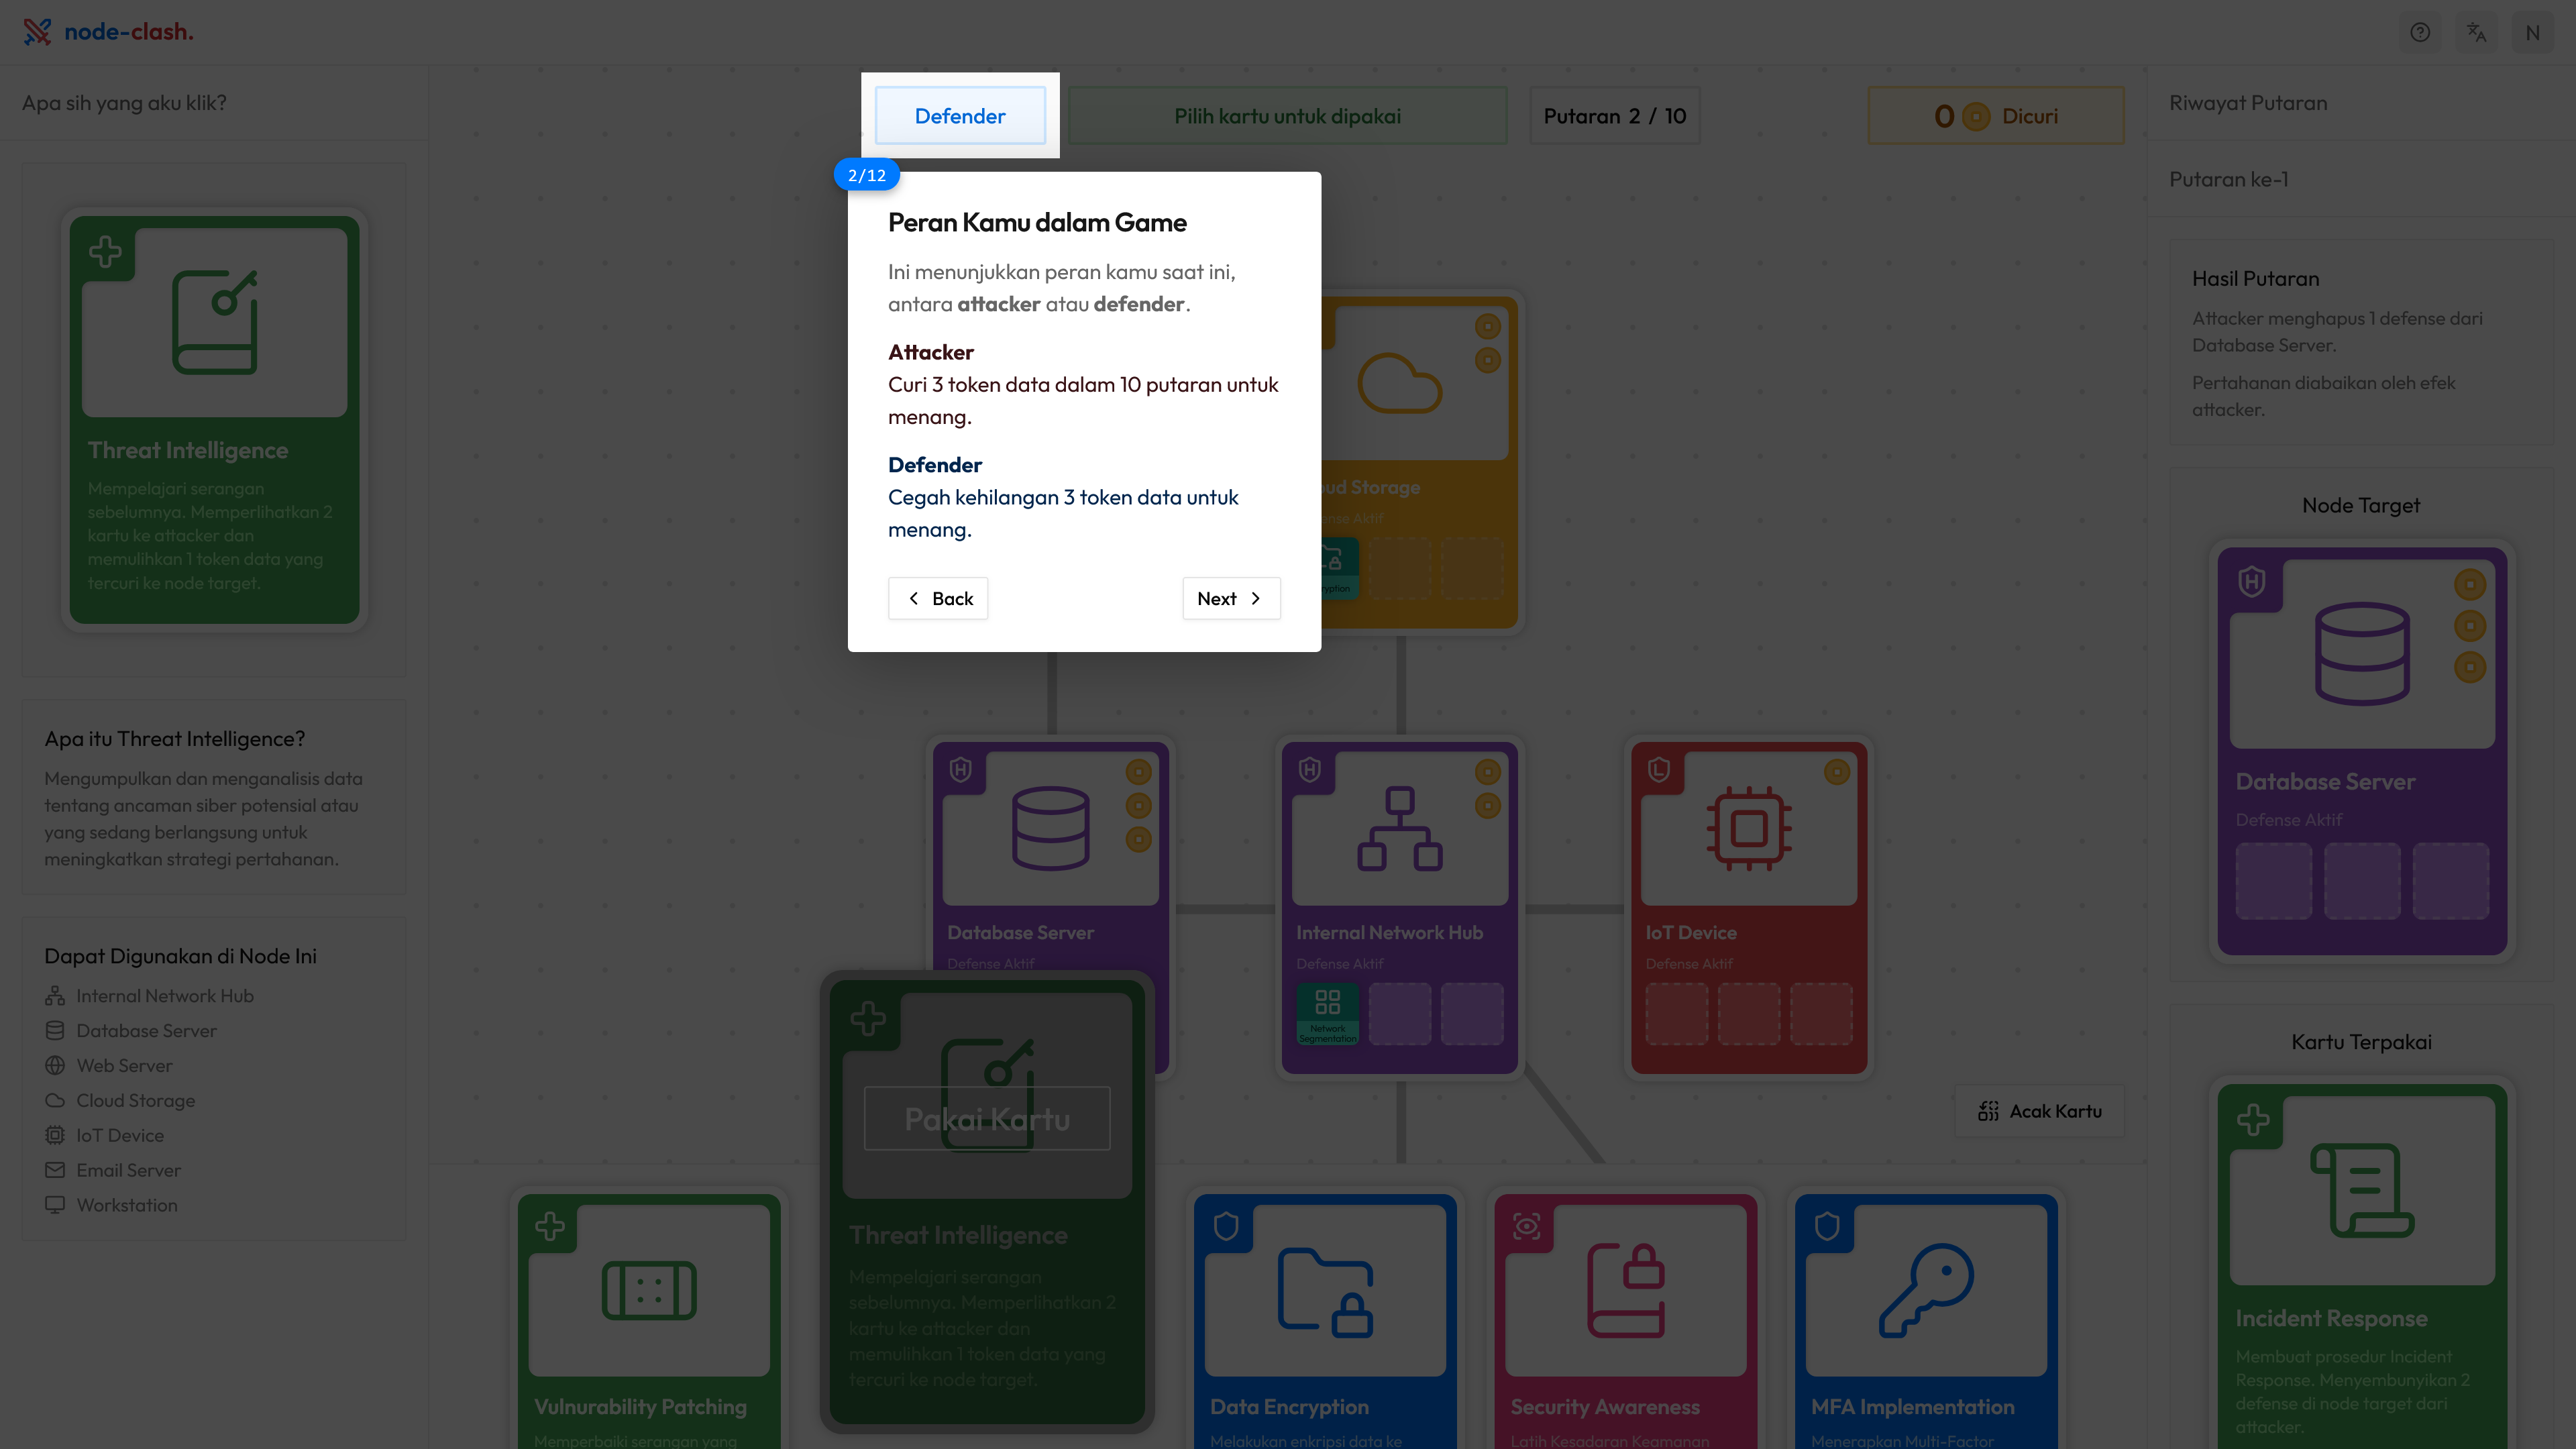 node-clash.
N
Apa sih yang aku klik?
Threat Intelligence
Mempelajari serangan
sebelumnya. Memperlihatkan 2
kartu ke attacker dan
memulihkan 1 token data yang
tercuri ke node target.
Apa itu Threat Intelligence?
Mengumpulkan dan menganalisis data
tentang ancaman siber potensial atau
yang sedang berlangsung untuk
meningkatkan strategi pertahanan.
Dapat Digunakan di Node Ini
Internal Network Hub
Database Server
Web Server
Cloud Storage
IoT Device
Email Server
Workstation
Defender
Pilih kartu untuk dipakai
Putaran 2 / 10
0 Dicuri
2/12
Peran Kamu dalam Game
Ini menunjukkan peran kamu saat ini,
antara attacker atau defender.
Attacker
Curi 3 token data dalam 10 putaran untuk
menang.
Defender
Cegah kehilangan 3 token data untuk
menang.
Back
Next
oud Storage
ense Aktif
ryption
H
Database Server
Defense Aktif
H
Internal Network Hub
Defense Aktif
Network
Segmentation
L
IoT Device
Defense Aktif
Acak Kartu
Vulnurability Patching
Memperbaiki serangan yang
Pakai Kartu
Threat Intelligence
Mempelajari serangan
sebelumnya. Memperlihatkan 2
kartu ke attacker dan
memulihkan 1 token data yang
tercuri ke node target.
Data Encryption
Melakukan enkripsi data ke
Security Awareness
Latih Kesadaran Keamanan
MFA Implementation
Menerapkan Multi-Factor
Riwayat Putaran
Putaran ke-1
Hasil Putaran
Attacker menghapus 1 defense dari
Database Server.
Pertahanan diabaikan oleh efek
attacker.
Node Target
H
Database Server
Defense Aktif
Kartu Terpakai
Incident Response
Membuat prosedur Incident
Response. Menyembunyikan 2
defense di node target dari
attacker.